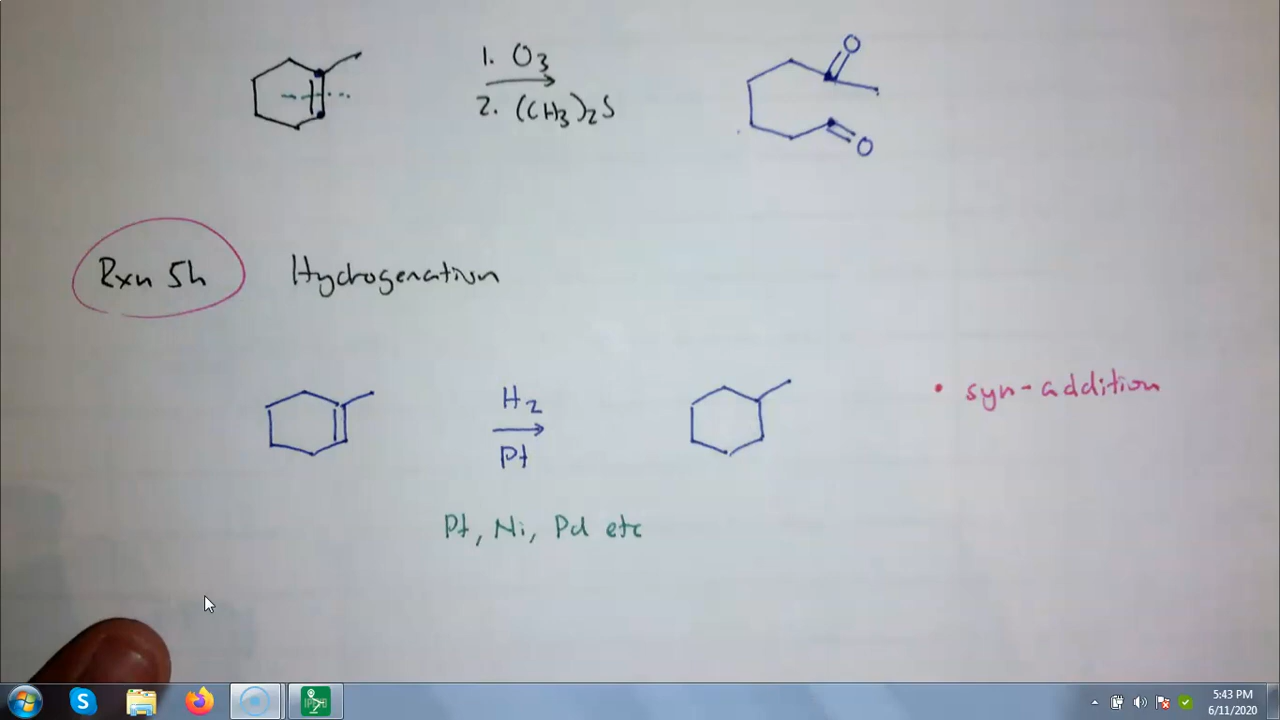 1. O3
2. (CH3)2S
O
O
Rxn 5h Hydrogenation
H2
Pt
• syn-addition
Pt, Ni, Pd etc
5:43 PM
6/11/2020